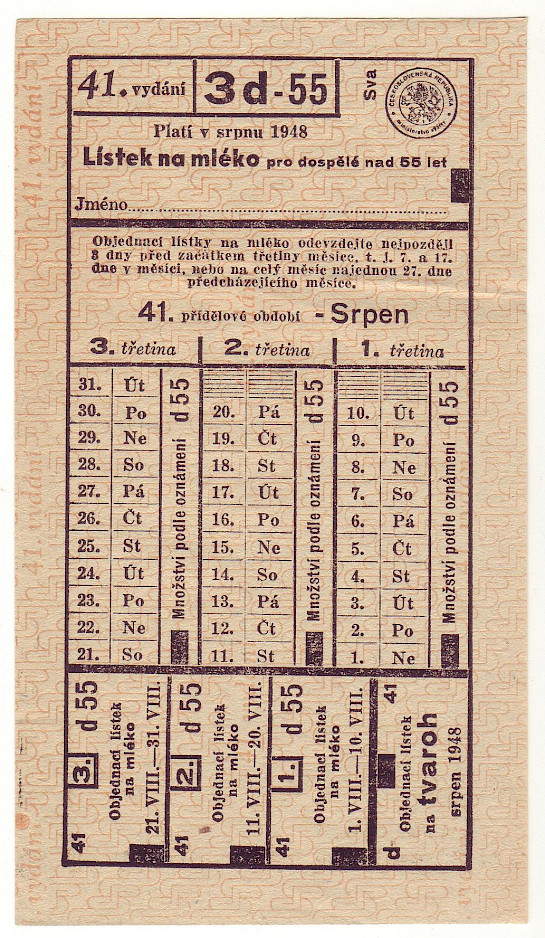 41. vydání
3d-55
Sva
ČESKOSLOVENSKÁ REPUBLIKA
Platí v srpnu 1948
Lístek na mléko pro dospělé nad 55 let
Jméno
Objednací lístky na mléko odevzdejte nejpozději
8 dny před začátkem třetiny měsíce, t. j. 7. a 17.
dne v měsíci, nebo na celý měsíc najednou 27. dne
předcházejícího měsíce.
41. přídělové období - Srpen
3. třetina 2. třetina 1. třetina
31. Út
30. Po
29. Ne
28. So
27. Pá
26. Čt
25. St
24. Út
23. Po
22. Ne
21. So
Množství podle oznámení d 55
20. Pá
19. Čt
18. St
17. Út
16. Po
15. Ne
14. So
13. Pá
12. Čt
11. St
Množství podle oznámení d 55
10. Út
9. Po
8. Ne
7. So
6. Pá
5. Čt
4. St
3. Út
2. Po
1. Ne
Množství podle oznámení d 55
41 3. d 55
Objednací lístek
na mléko
21. VIII.—31. VIII.
41 2. d 55
Objednací lístek
na mléko
11. VIII.—20. VIII.
41 1. d 55
Objednací lístek
na mléko
1. VIII.—10. VIII.
d 41
Objednací lístek
na tvaroh
srpen 1948
41. vydání
41. vydání
vydání